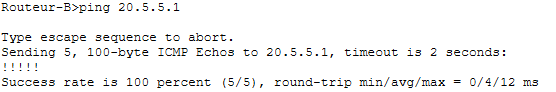 Routeur-B>ping 20.5.5.1
Type escape sequence to abort.
Sending 5, 100-byte ICMP Echos to 20.5.5.1, timeout is 2 seconds:
!!!!!
Success rate is 100 percent (5/5), round-trip min/avg/max = 0/4/12 ms